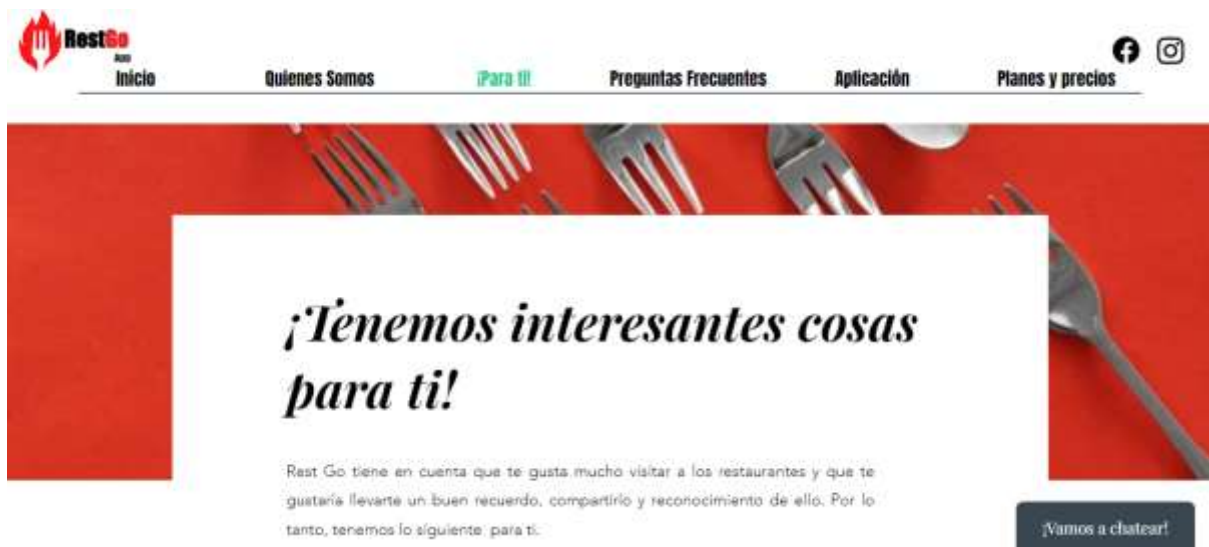 RestGo
App
Inicio
Quienes Somos
¡Para ti!
Preguntas Frecuentes
Aplicación
Planes y precios
¡Tenemos interesantes cosas
para ti!
Rest Go tiene en cuenta que te gusta mucho visitar a los restaurantes y que te
gustaría llevarte un buen recuerdo, compartirlo y reconocimiento de ello. Por lo
tanto, tenemos lo siguiente para ti.
¡Vamos a chatear!